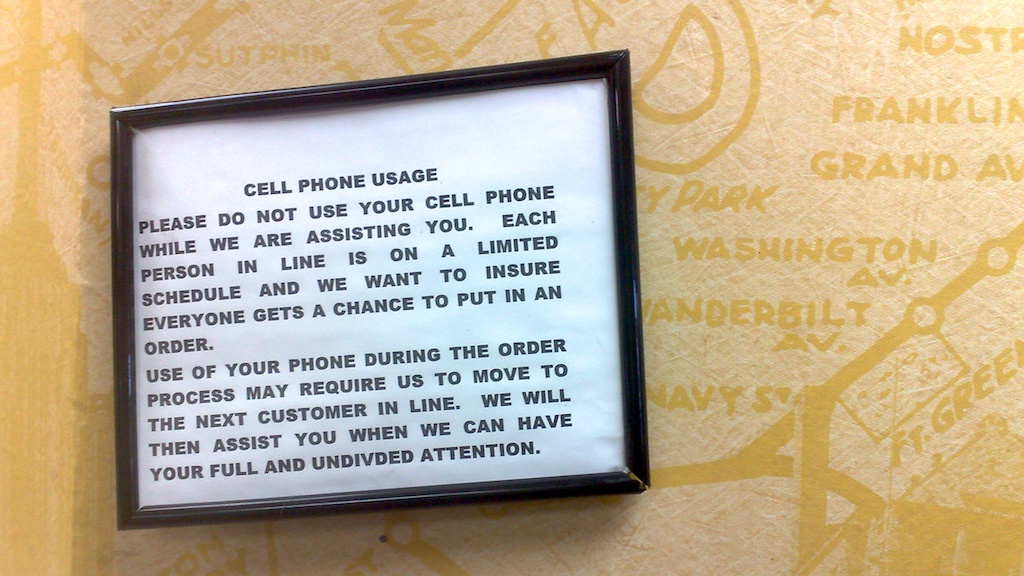 SUTPHIN
NOSTR
FRANKLIN
GRAND AV
TY PARK
WASHINGTON
AV.
VANDERBILT
AV.
NAVY ST.
FT. GREEN
CELL PHONE USAGE
PLEASE DO NOT USE YOUR CELL PHONE
WHILE WE ARE ASSISTING YOU. EACH
PERSON IN LINE IS ON A LIMITED
SCHEDULE AND WE WANT TO INSURE
EVERYONE GETS A CHANCE TO PUT IN AN
ORDER.
USE OF YOUR PHONE DURING THE ORDER
PROCESS MAY REQUIRE US TO MOVE TO
THE NEXT CUSTOMER IN LINE. WE WILL
THEN ASSIST YOU WHEN WE CAN HAVE
YOUR FULL AND UNDIVDED ATTENTION.